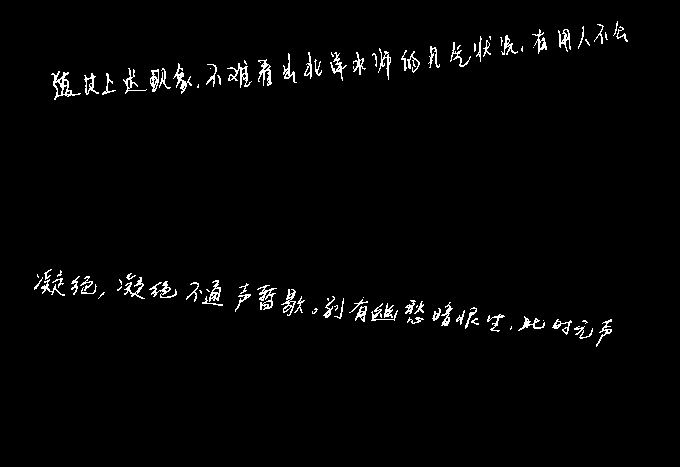 通过上述现象,不难看出北洋水师的月气状况,在用人不会
凝绝,凝绝不通声暂歇。别有幽愁暗恨生,此时无声